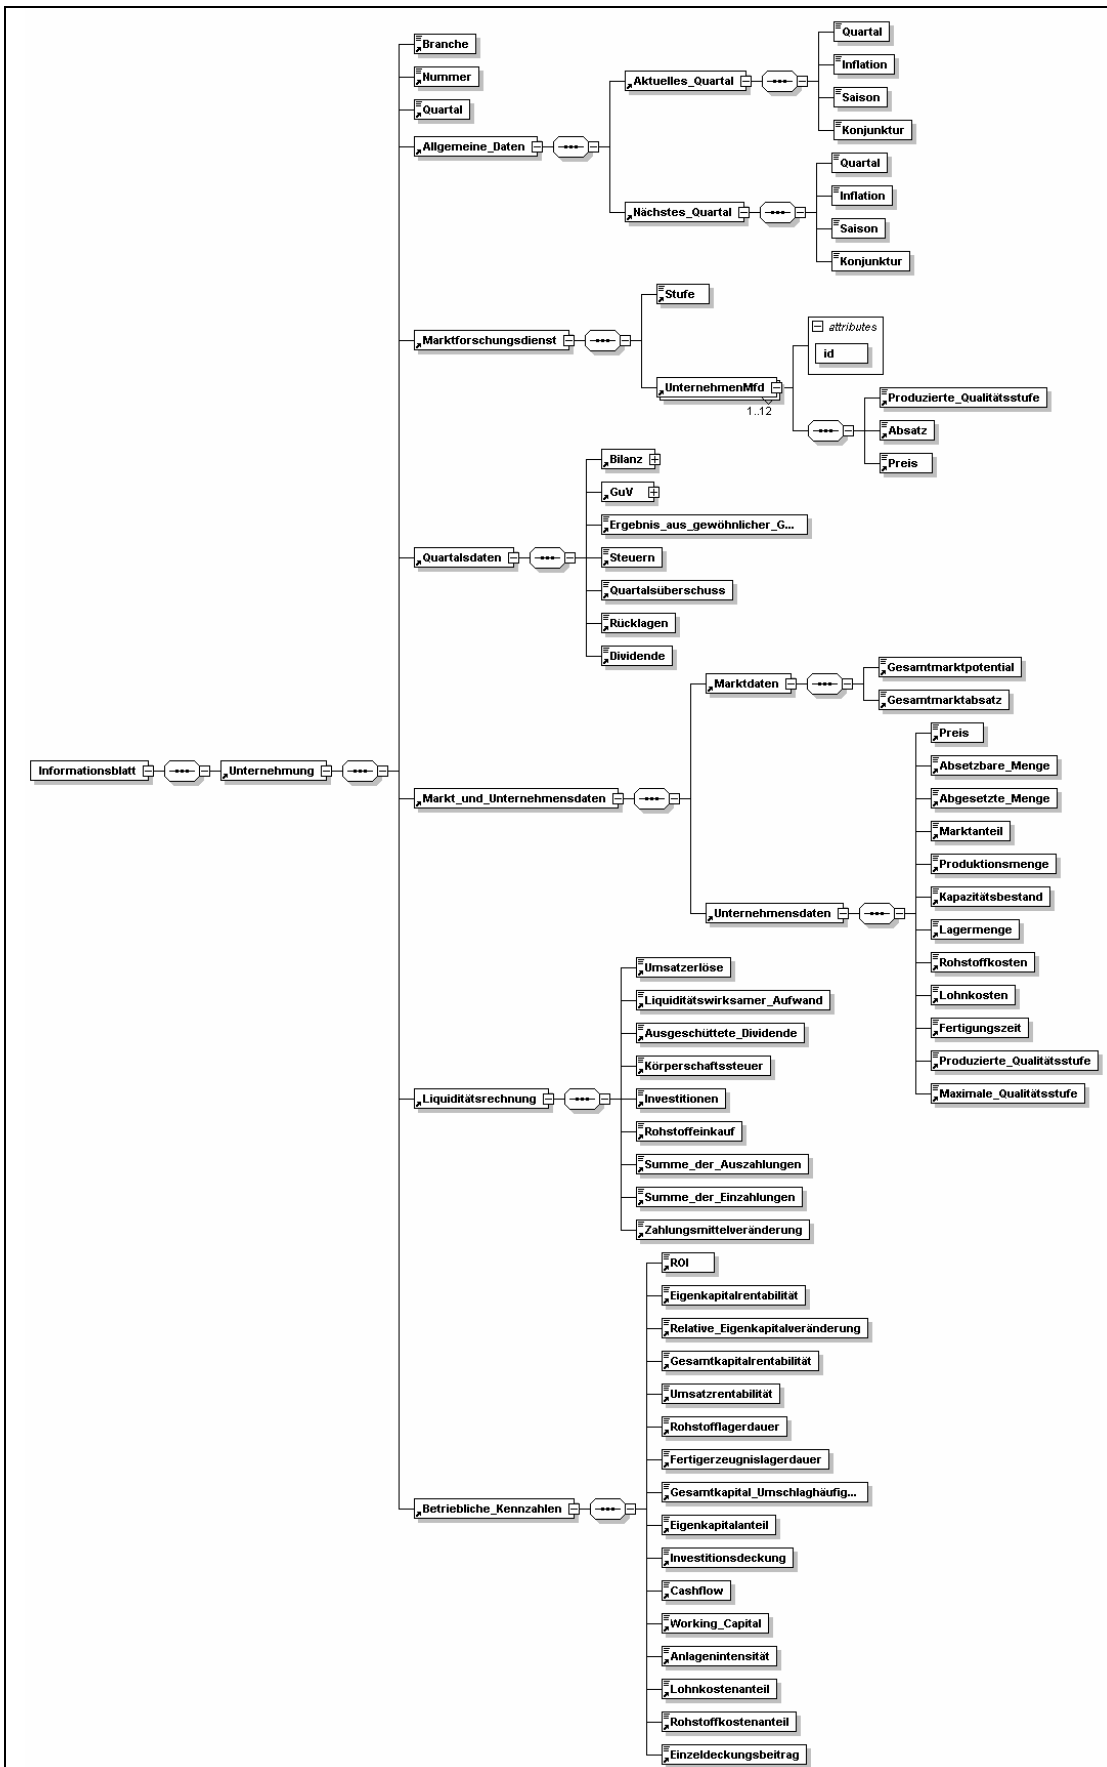 Informationsblatt
Unternehmung
Branche
Nummer
Quartal
Allgemeine_Daten
Aktuelles_Quartal
Quartal
Inflation
Saison
Konjunktur
Nächstes_Quartal
Quartal
Inflation
Saison
Konjunktur
Marktforschungsdienst
Stufe
UnternehmenMfd
1..12
attributes
id
Produzierte_Qualitätsstufe
Absatz
Preis
Quartalsdaten
Bilanz
GuV
Ergebnis_aus_gewöhnlicher_G...
Steuern
Quartalsüberschuss
Rücklagen
Dividende
Markt_und_Unternehmensdaten
Marktdaten
Gesamtmarktpotential
Gesamtmarktabsatz
Unternehmensdaten
Preis
Absetzbare_Menge
Abgesetzte_Menge
Marktanteil
Produktionsmenge
Kapazitätsbestand
Lagermenge
Rohstoffkosten
Lohnkosten
Fertigungszeit
Produzierte_Qualitätsstufe
Maximale_Qualitätsstufe
Liquiditätsrechnung
Umsatzerlöse
Liquiditätswirksamer_Aufwand
Ausgeschüttete_Dividende
Körperschaftssteuer
Investitionen
Rohstoffeinkauf
Summe_der_Auszahlungen
Summe_der_Einzahlungen
Zahlungsmittelveränderung
Betriebliche_Kennzahlen
ROI
Eigenkapitalrentabilität
Relative_Eigenkapitalveränderung
Gesamtkapitalrentabilität
Umsatzrentabilität
Rohstofflagerdauer
Fertigerzeugnislagerdauer
Gesamtkapital_Umschlaghäufig...
Eigenkapitalanteil
Investitionsdeckung
Cashflow
Working_Capital
Anlagenintensität
Lohnkostenanteil
Rohstoffkostenanteil
Einzeldeckungsbeitrag